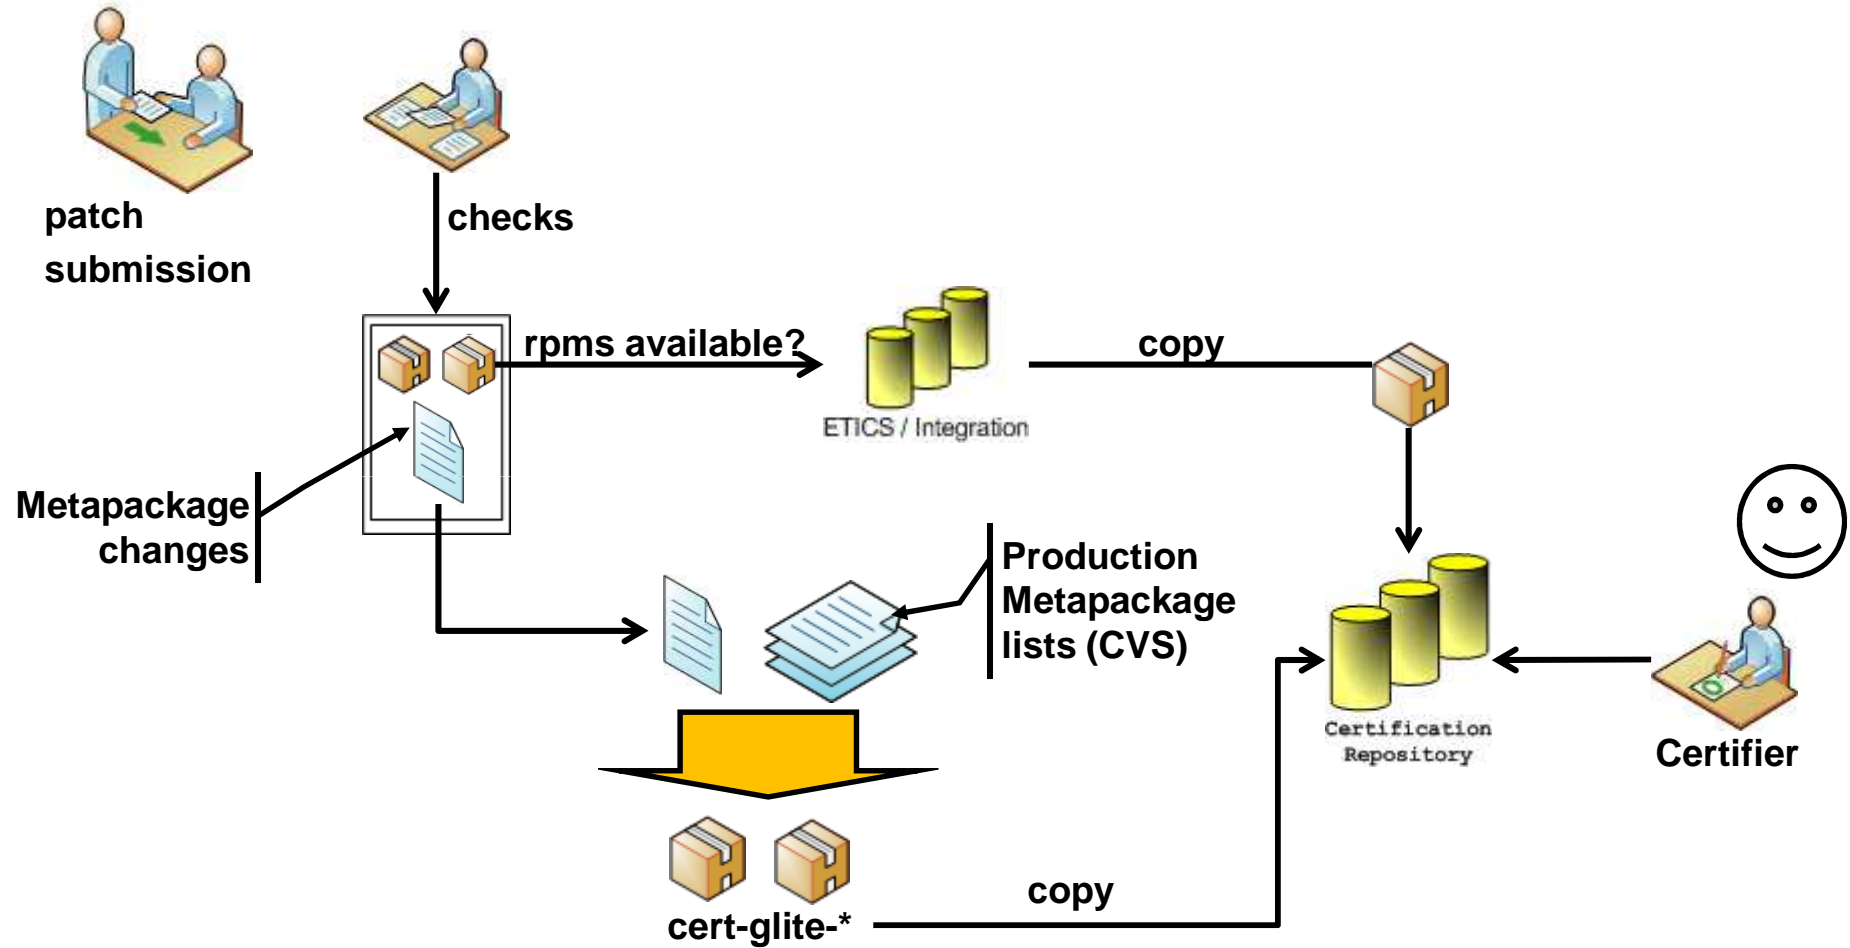 patch
submission
checks
rpms available?
copy
ETICS / Integration
Metapackage
changes
Production
Metapackage
lists (CVS)
Certification
Repository
Certifier
copy
cert-glite-*